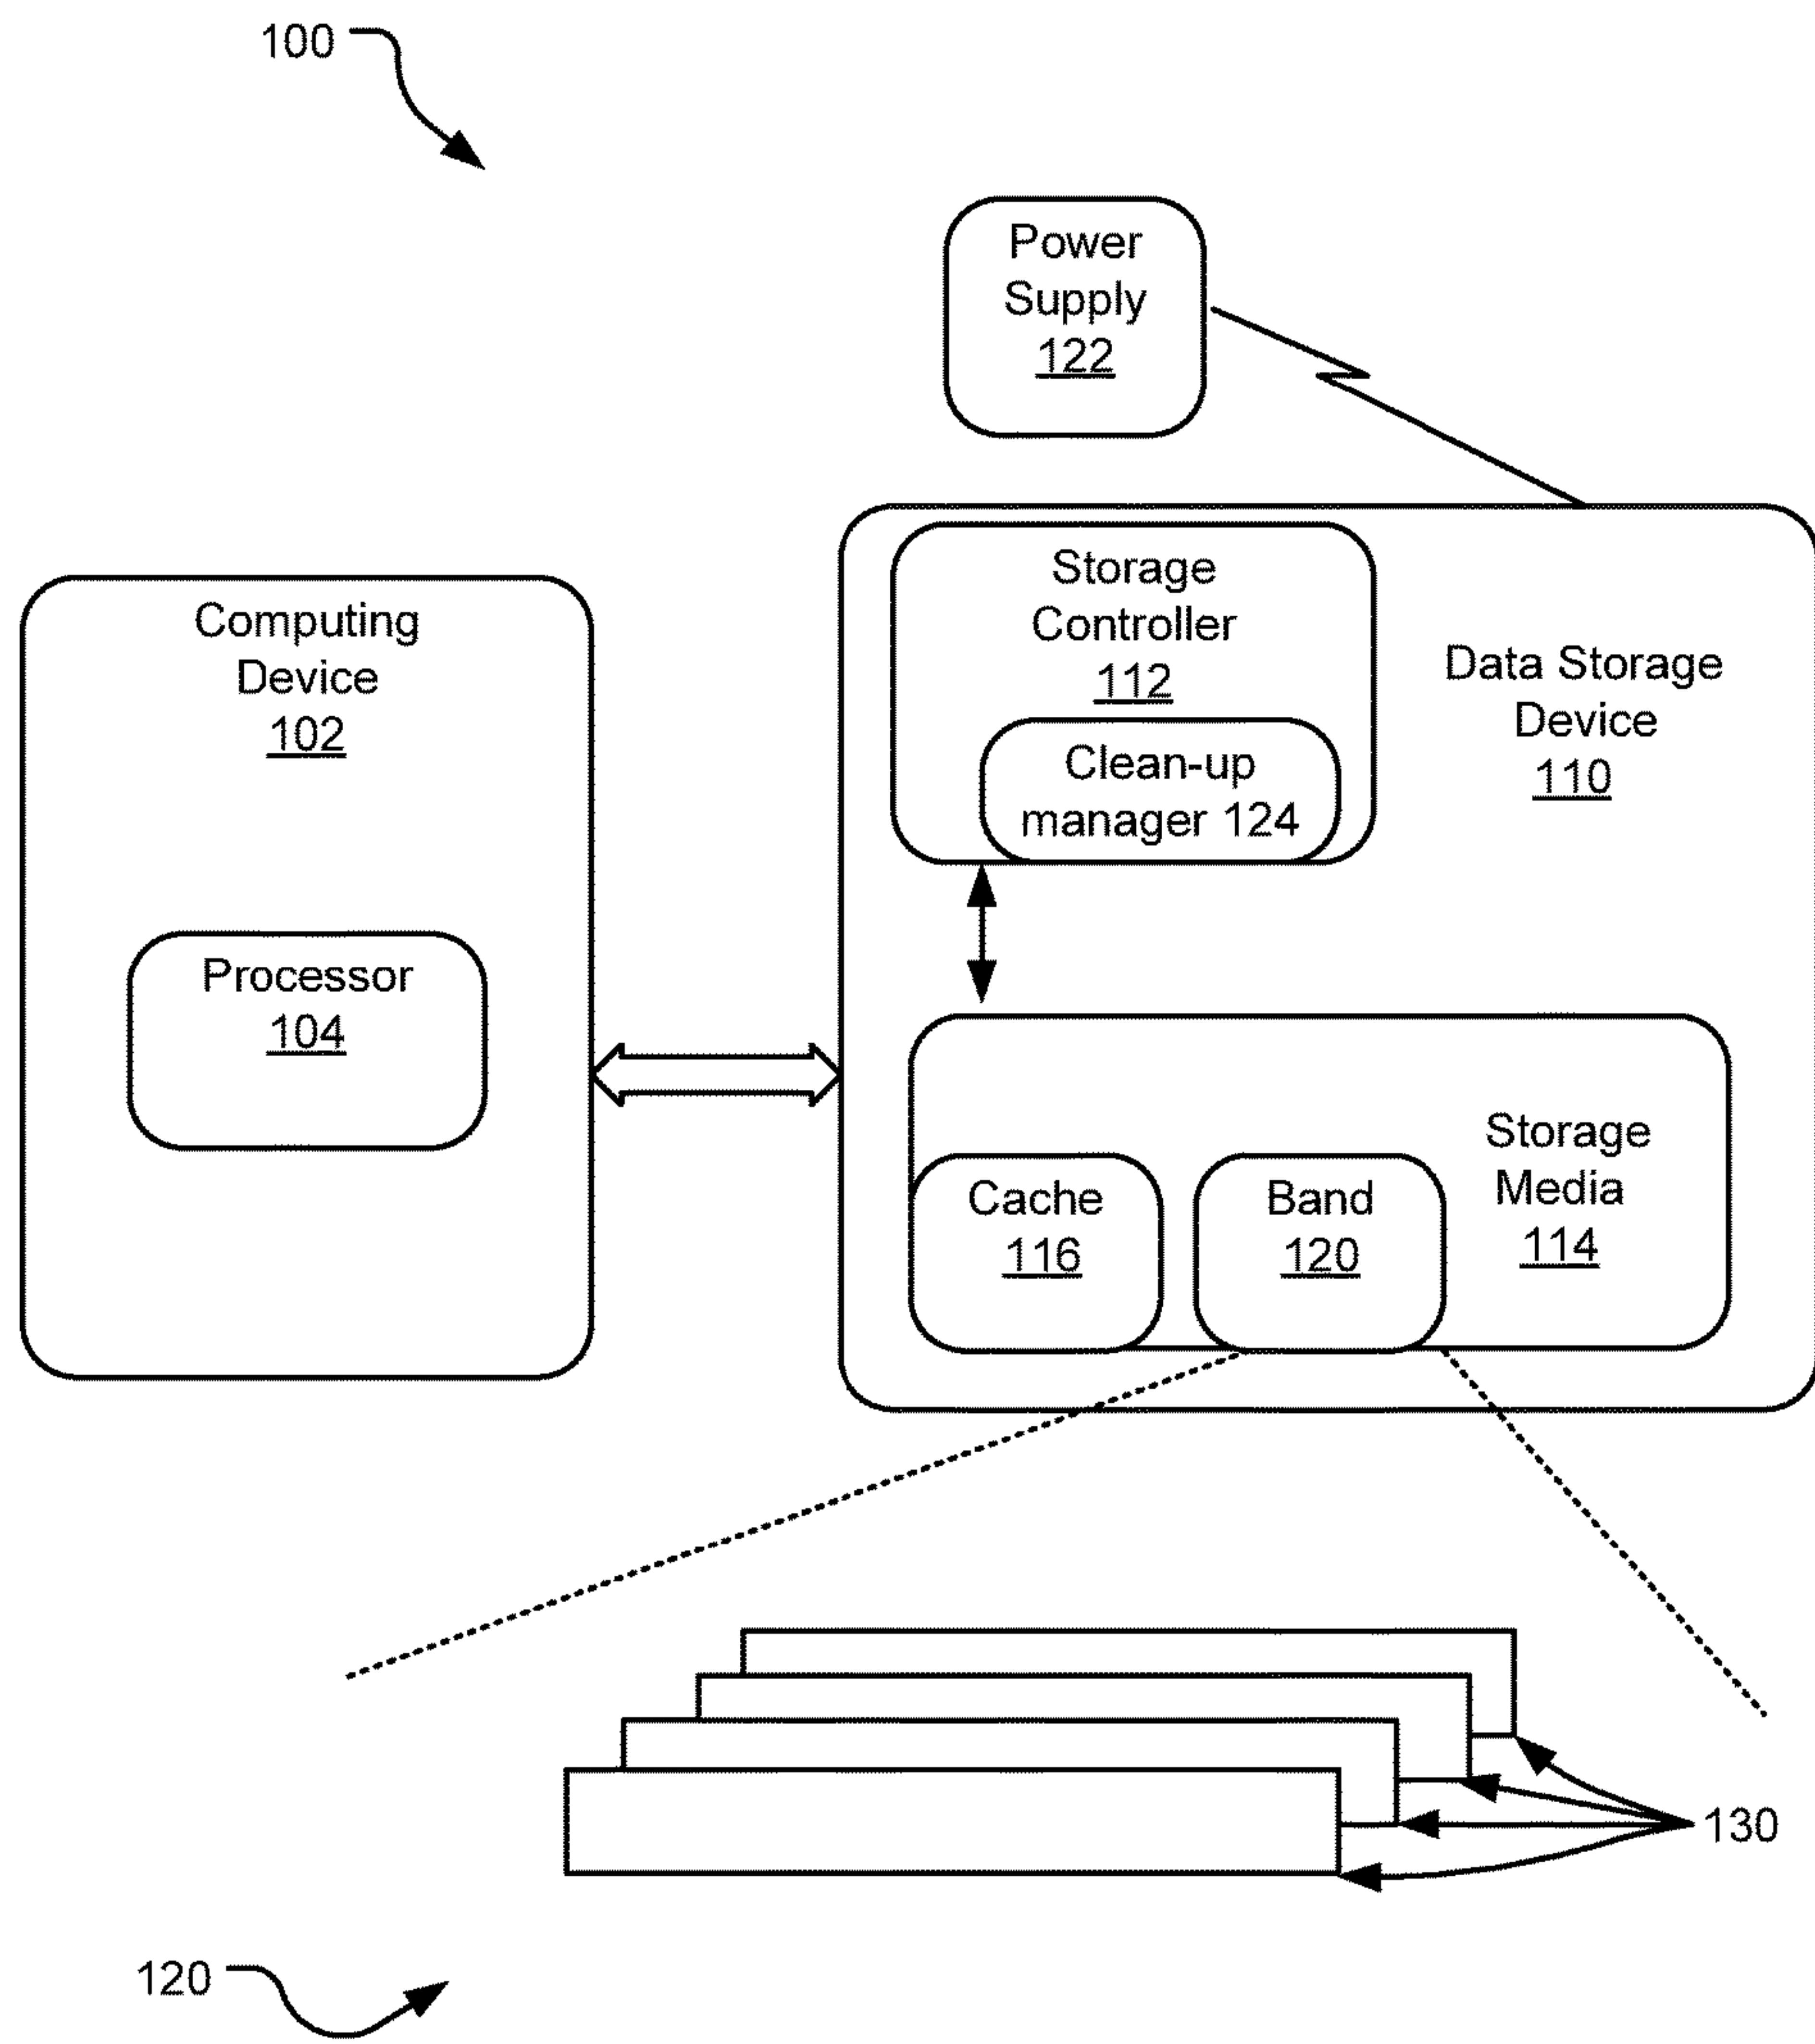 100
Power
Supply
122
Storage
Controller
112
Clean-up
manager 124
Data Storage
Device
110
Computing
Device
102
Processor
104
Storage
Media
114
Cache
116
Band
120
130
120